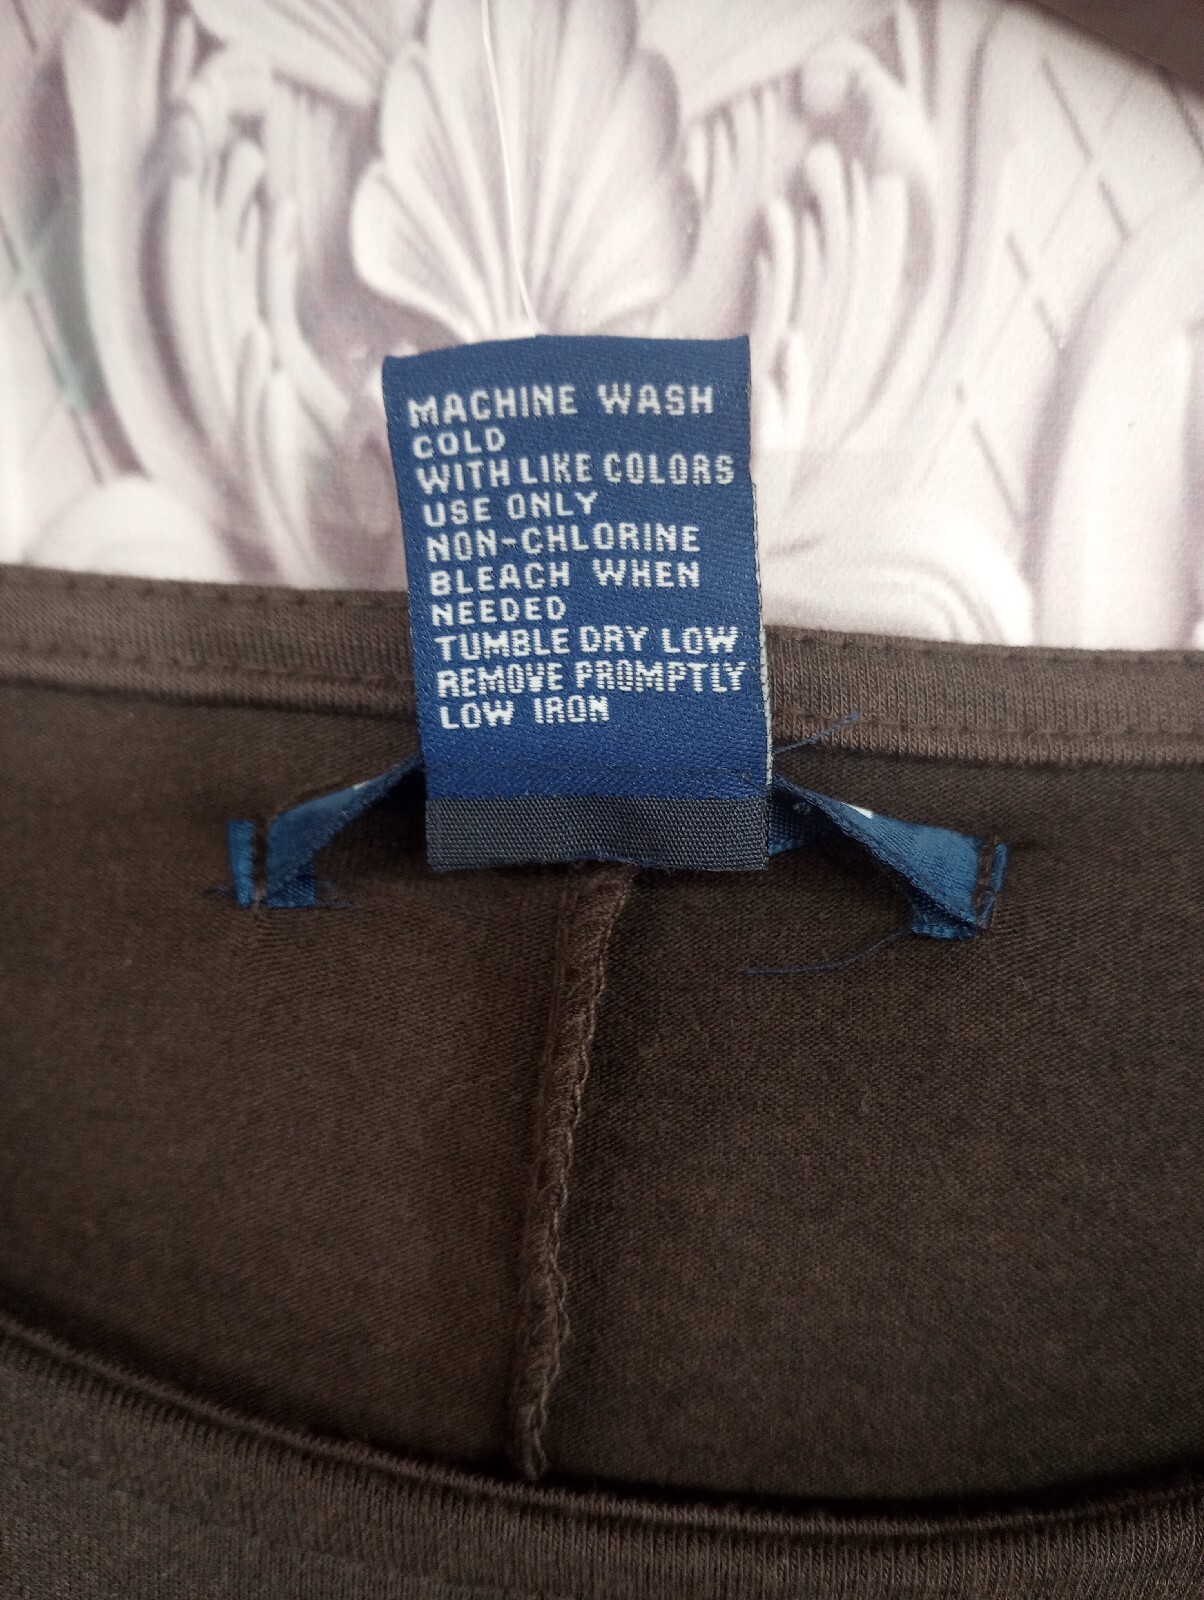 MACHINE WASH
COLD
WITH LIKE COLORS
USE ONLY
NON-CHLORINE
BLEACH WHEN
NEEDED
TUMBLE DRY LOW
REMOVE PROMPTLY
LOW IRON